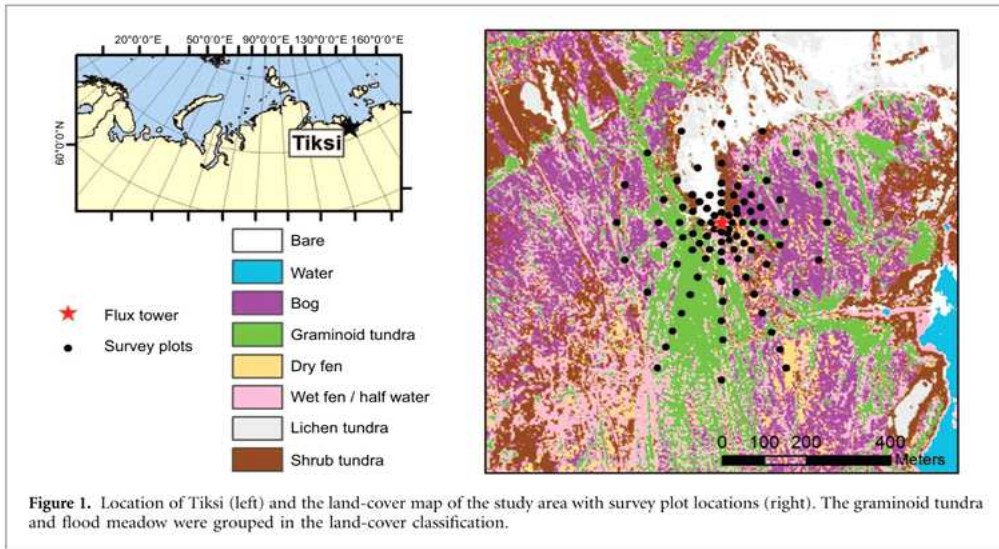 20°0'0"E 50°0'0"E 90°0'0"E 130°0'0"E 160°0'0"E
60°0'0"N
Tiksi
Bare
Water
Bog
Flux tower
Graminoid tundra
Survey plots
Dry fen
Wet fen / half water
Lichen tundra
Shrub tundra
0 100 200 400
Meters
Figure 1. Location of Tiksi (left) and the land-cover map of the study area with survey plot locations (right). The graminoid tundra
and flood meadow were grouped in the land-cover classification.